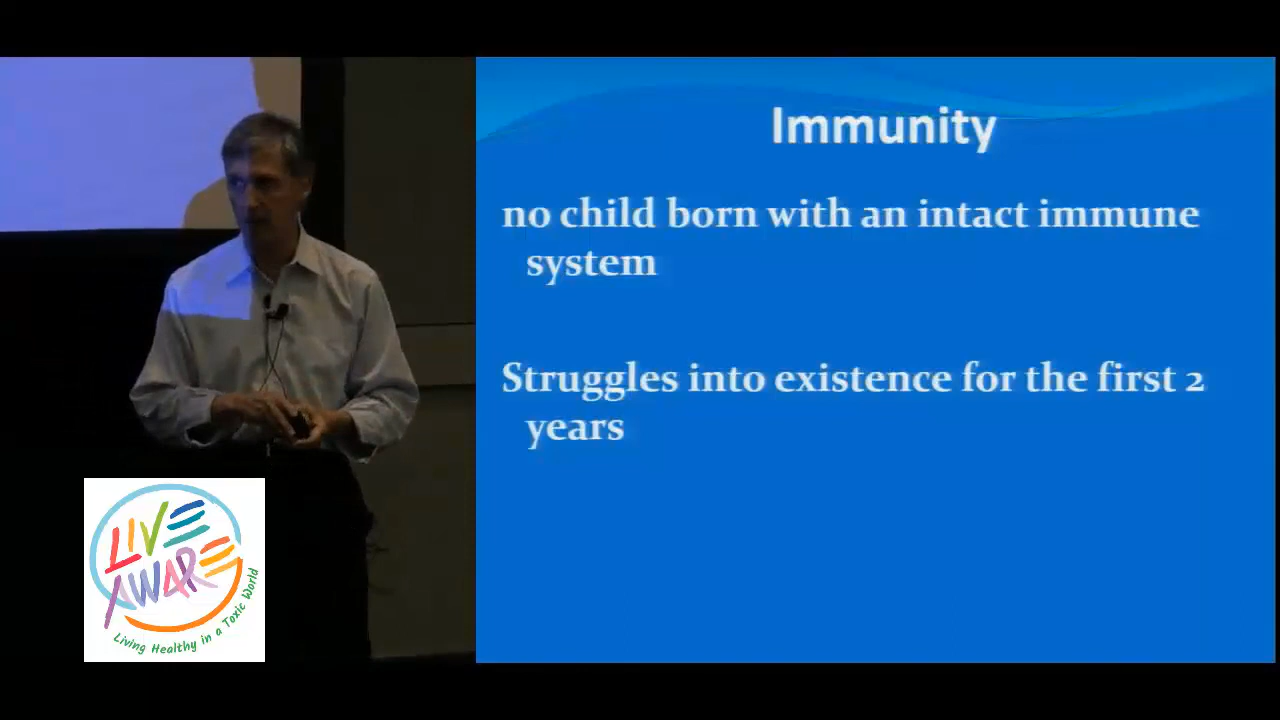 Immunity
no child born with an intact immune
system
Struggles into existence for the first 2
years
LIVE
AWARE
Living Healthy in a Toxic World